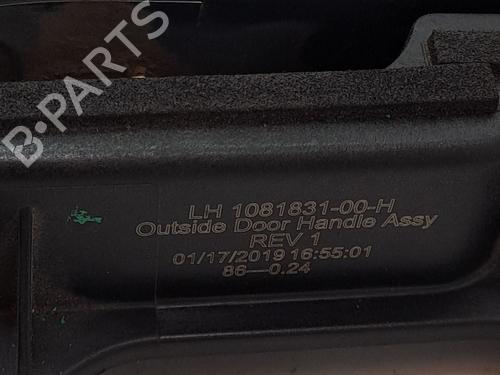 B-PARTS
LH 1081831-00-H
Outside Door Handle Assy
REV 1
01/17/2019 16:55:01
86—0.24